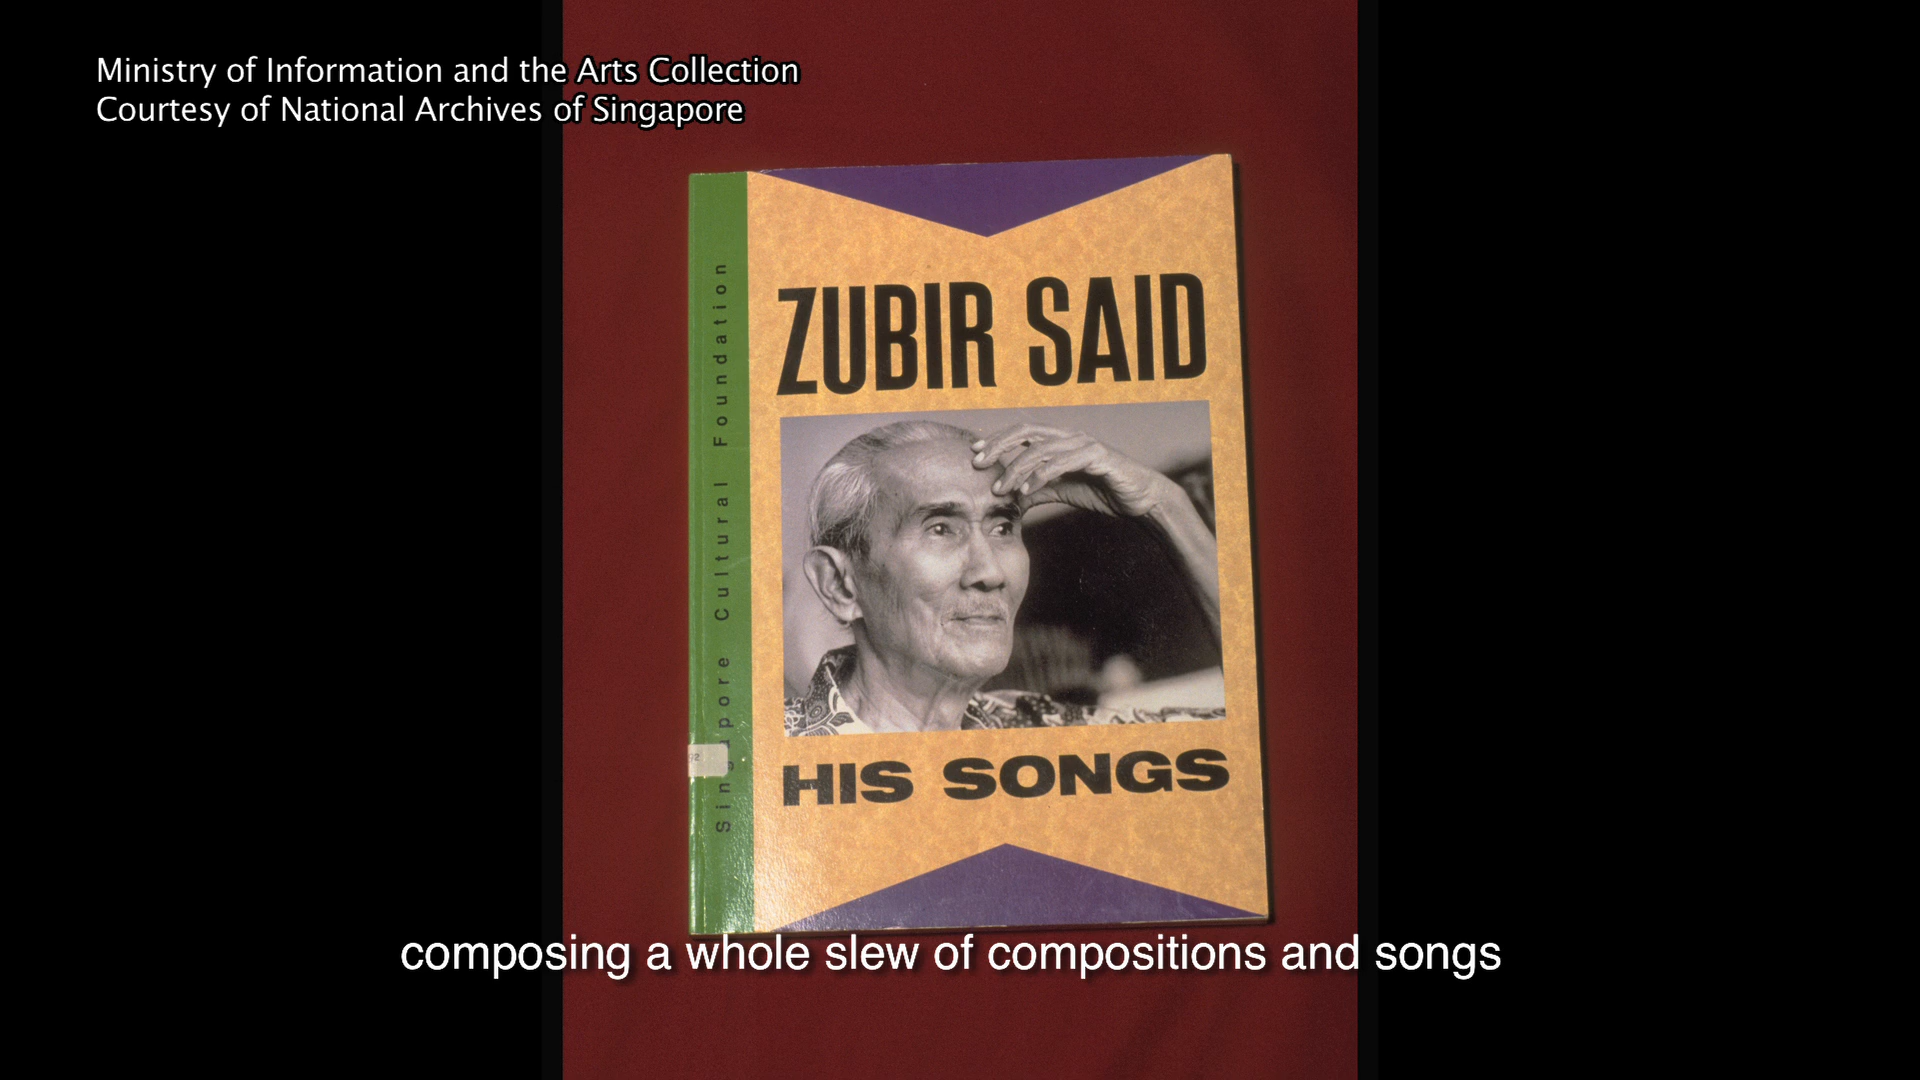 Ministry of Information and the Arts Collection
Courtesy of National Archives of Singapore
Singapore Cultural Foundation
ZUBIR SAID
HIS SONGS
92
composing a whole slew of compositions and songs